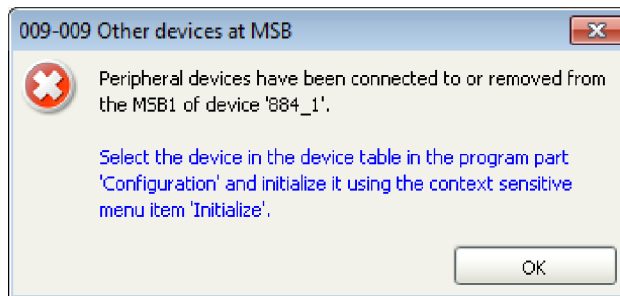 009-009 Other devices at MSB
Peripheral devices have been connected to or removed from
the MSB1 of device '884_1'.
Select the device in the device table in the program part
'Configuration' and initialize it using the context sensitive
menu item 'Initialize'.
OK